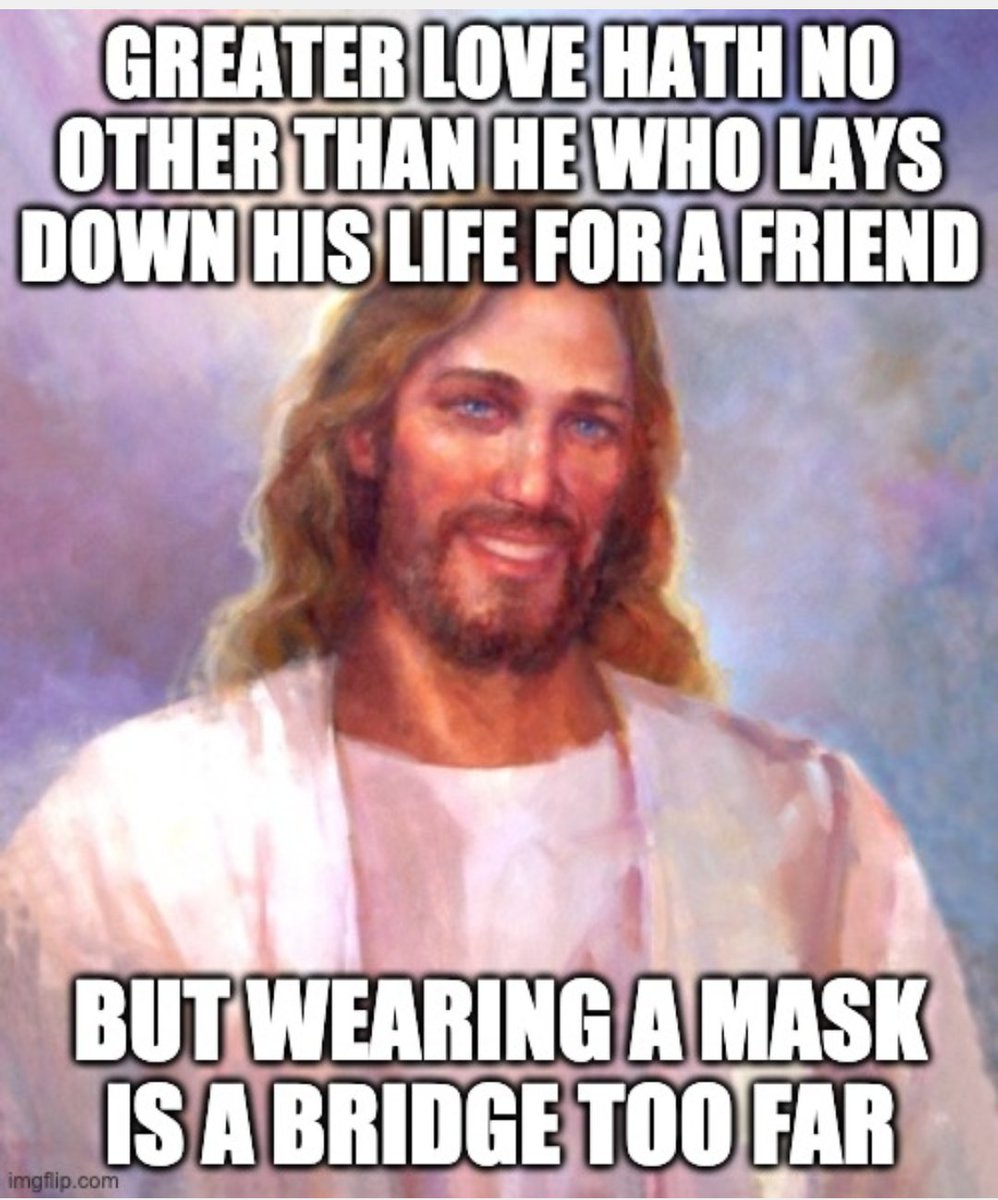 GREATER LOVE HATH NO
OTHER THAN HE WHO LAYS
DOWN HIS LIFE FOR A FRIEND
BUT WEARING A MASK
IS A BRIDGE TOO FAR
imgflip.com